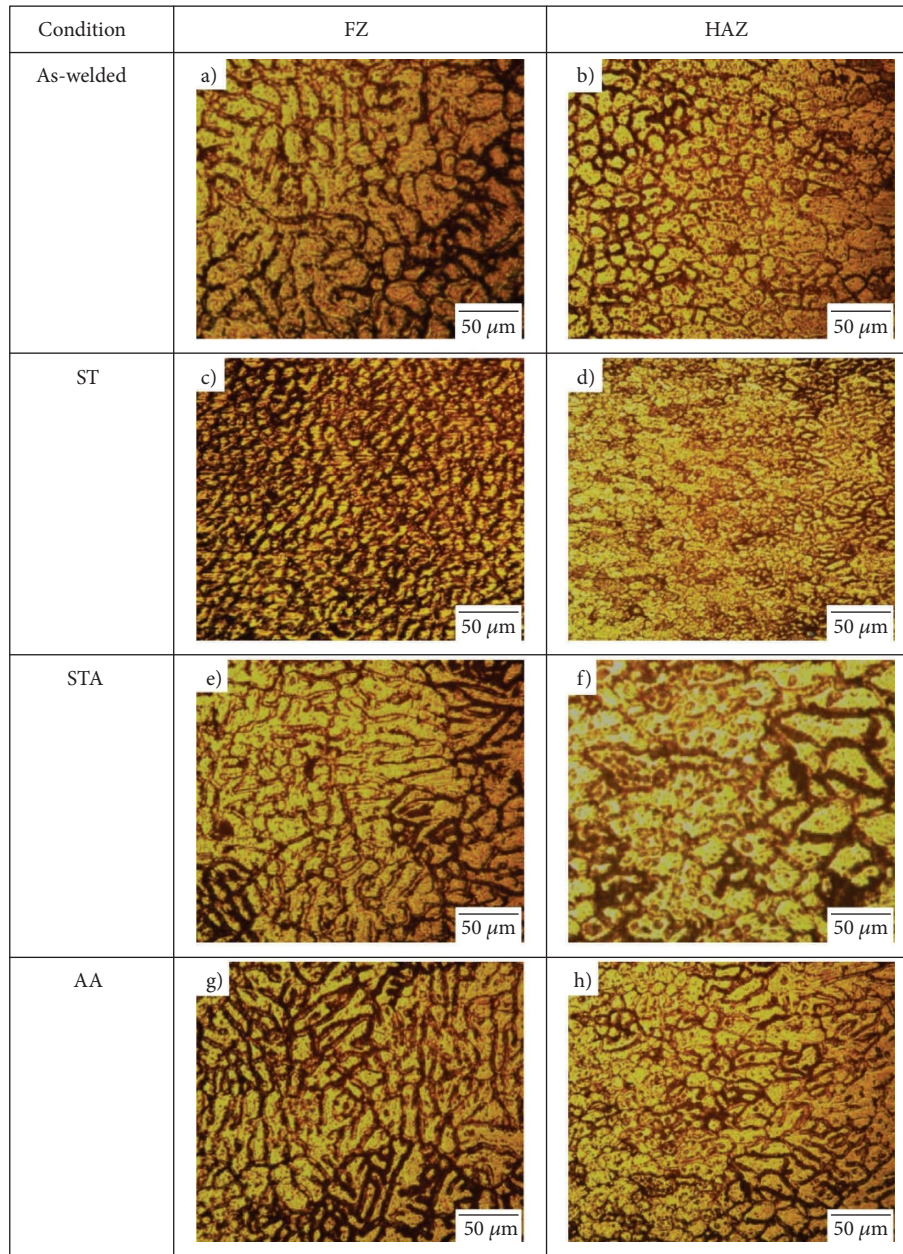 Condition FZ HAZ
As-welded a) b)
50 μm 50 μm
ST c) d)
50 μm 50 μm
STA e) f)
50 μm 50 μm
AA g) h)
50 μm 50 μm